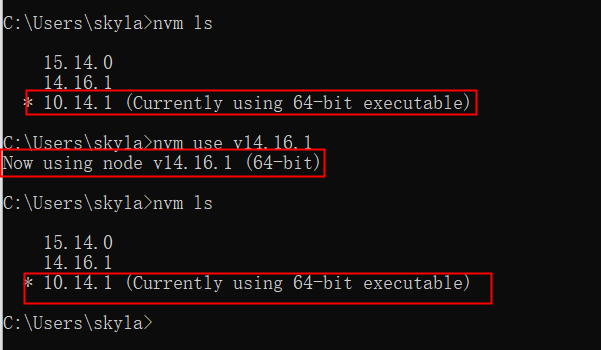 C:\Users\skyla>nvm ls
15.14.0
14.16.1
* 10.14.1 (Currently using 64-bit executable)
C:\Users\skyla>nvm use v14.16.1
Now using node v14.16.1 (64-bit)
C:\Users\skyla>nvm ls
15.14.0
14.16.1
* 10.14.1 (Currently using 64-bit executable)
C:\Users\skyla>